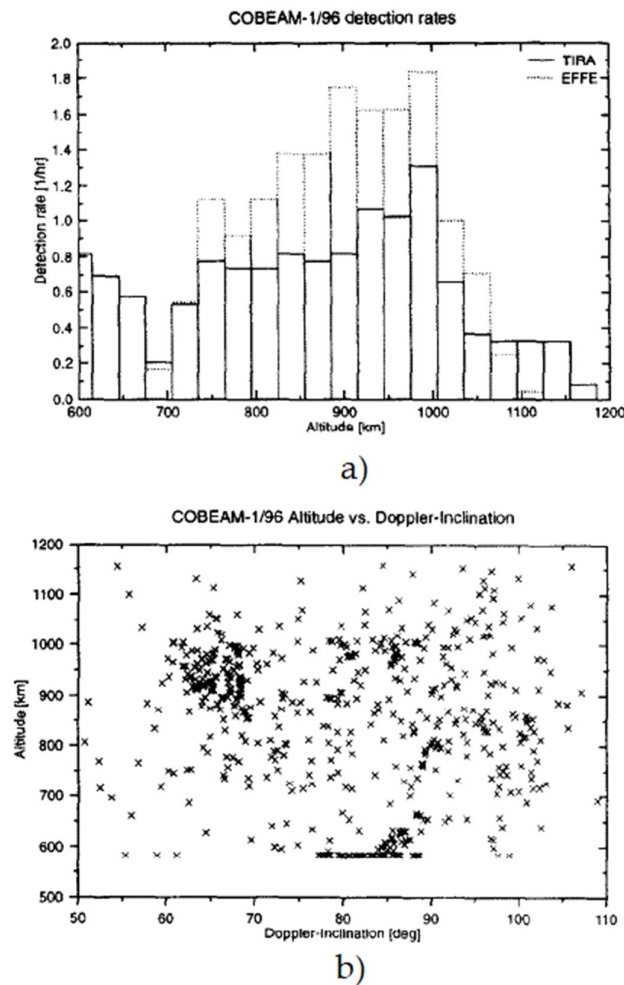 COBEAM-1/96 detection rates
2.0
1.8
1.6
1.4
1.2
1.0
0.8
0.6
0.4
0.2
0.0
Detection rate [1/hr]
TIRA
EFFE
600 700 800 900 1000 1100 1200
Altitude [km]
a)
COBEAM-1/96 Altitude vs. Doppler-Inclination
1200
1100
1000
900
800
700
600
500
Altitude [km]
50 60 70 80 90 100 110
Doppler-Inclination [deg]
b)